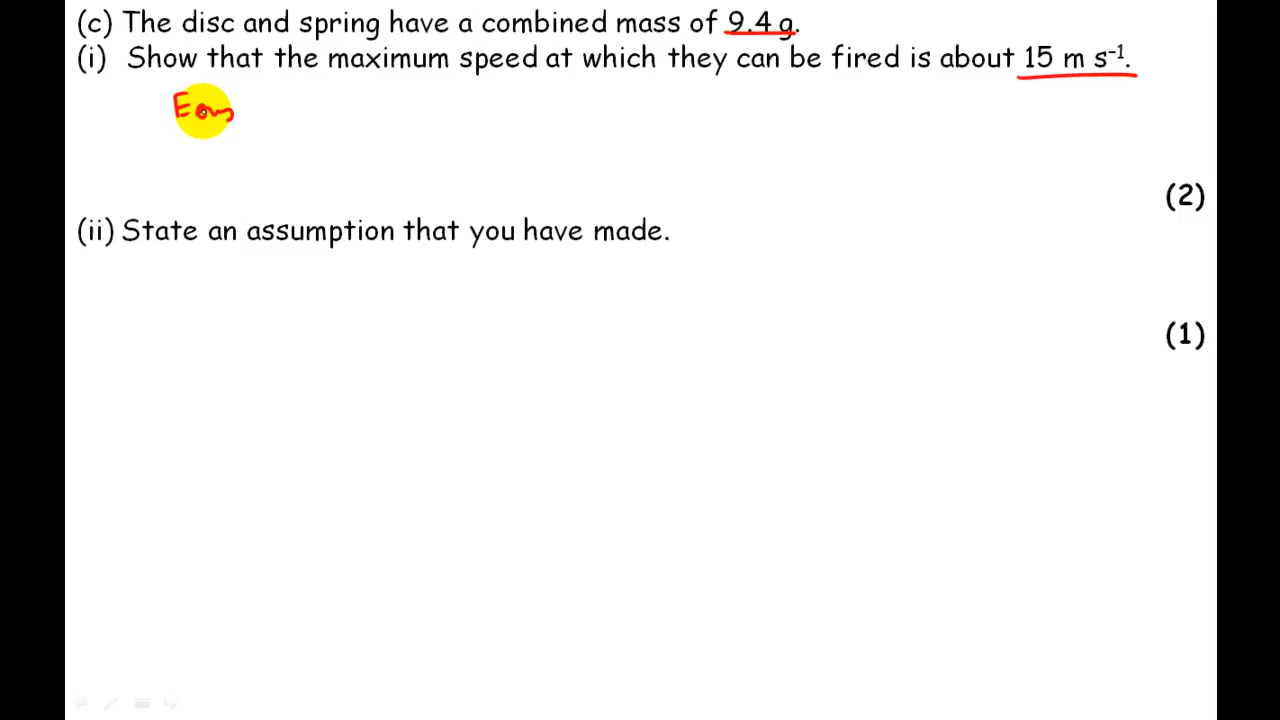 (c) The disc and spring have a combined mass of 9.4 g.
(i) Show that the maximum speed at which they can be fired is about 15 m s⁻¹.
(2)
(ii) State an assumption that you have made.
(1)